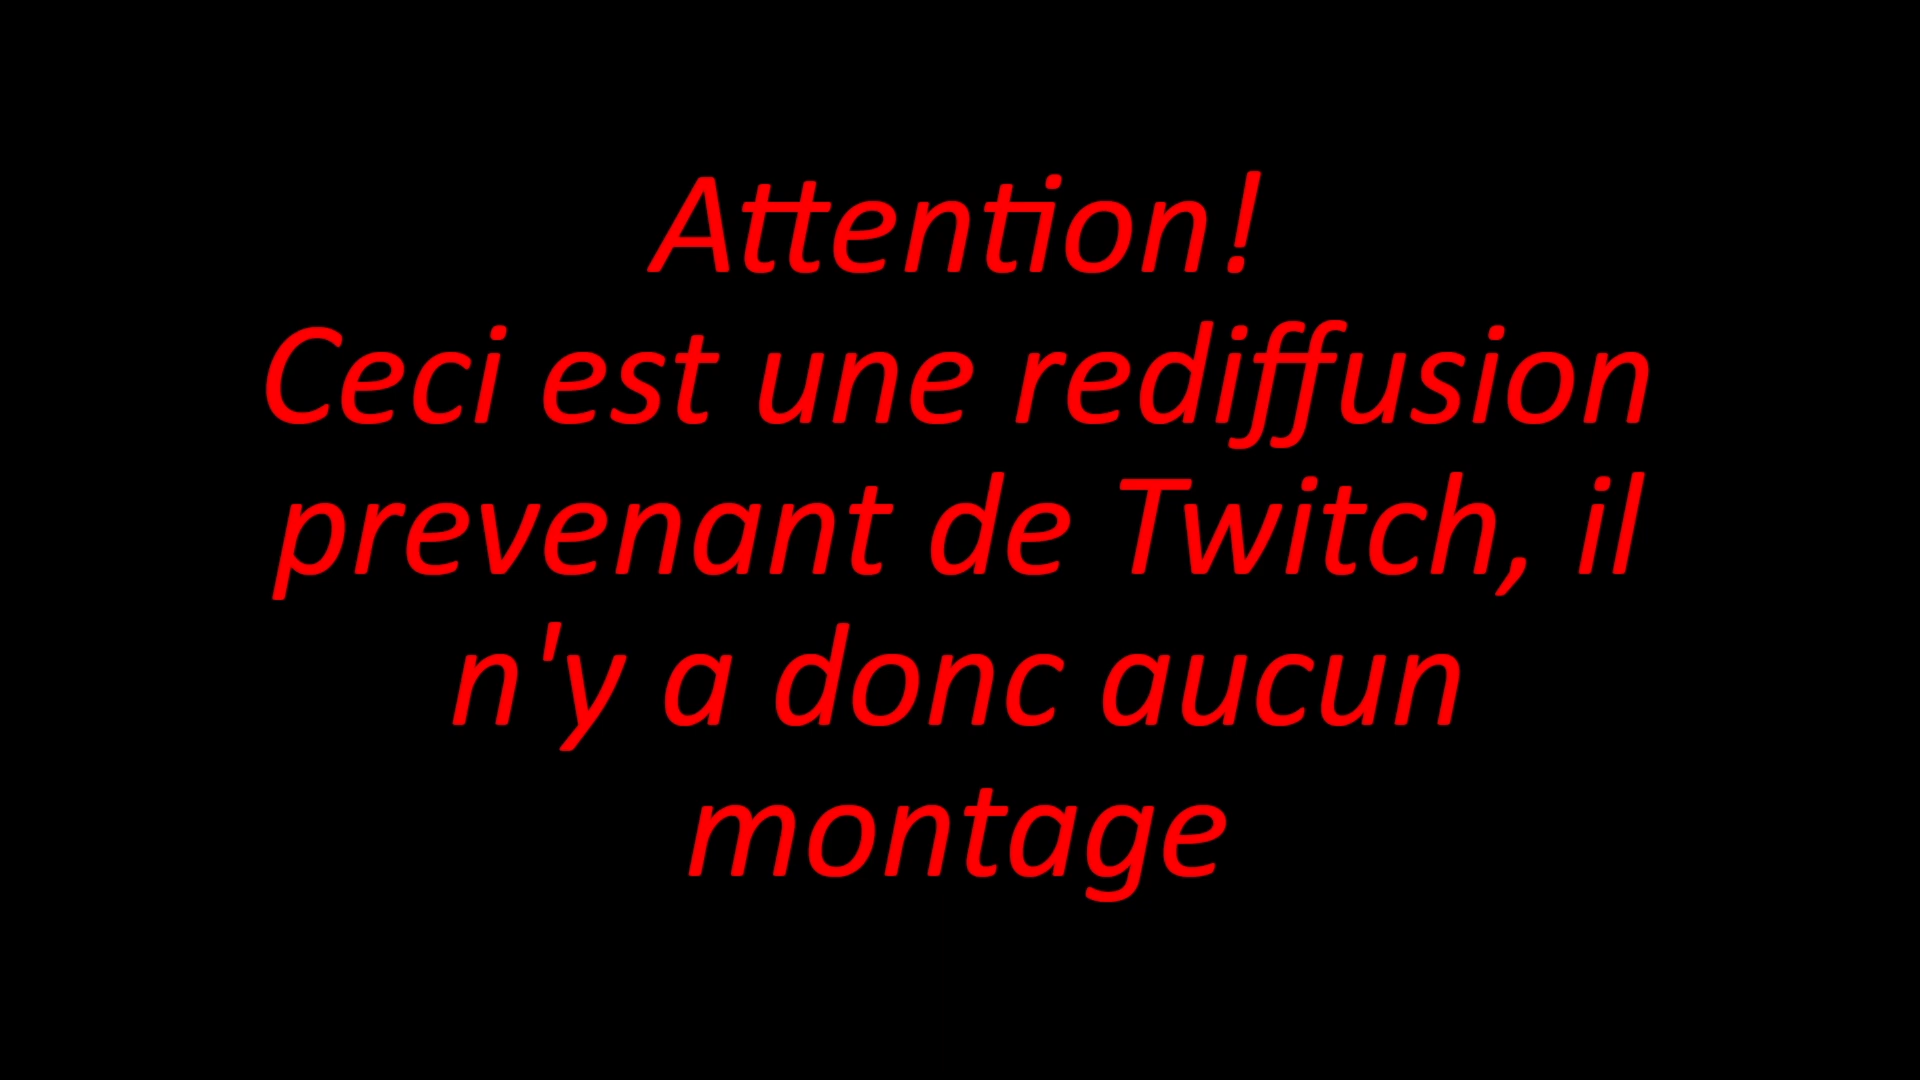 Attention!
Ceci est une rediffusion
prevenant de Twitch, il
n'y a donc aucun
montage